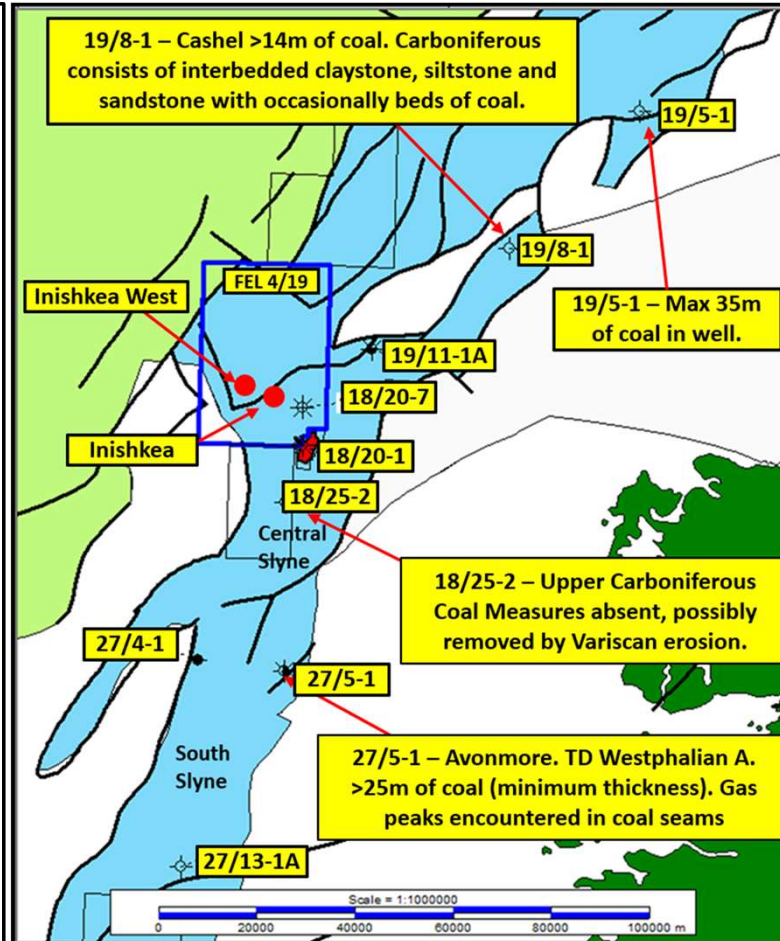 19/8-1 – Cashel >14m of coal. Carboniferous
consists of interbedded claystone, siltstone and
sandstone with occasionally beds of coal.
19/5-1
19/8-1
FEL 4/19
Inishkea West
19/5-1 – Max 35m
of coal in well.
19/11-1A
18/20-7
Inishkea
18/20-1
18/25-2
Central
Slyne
18/25-2 – Upper Carboniferous
Coal Measures absent, possibly
removed by Variscan erosion.
27/4-1
27/5-1
South
Slyne
27/5-1 – Avonmore. TD Westphalian A.
>25m of coal (minimum thickness). Gas
peaks encountered in coal seams
27/13-1A
Scale = 1:1000000
0 20000 40000 60000 80000 100000 m